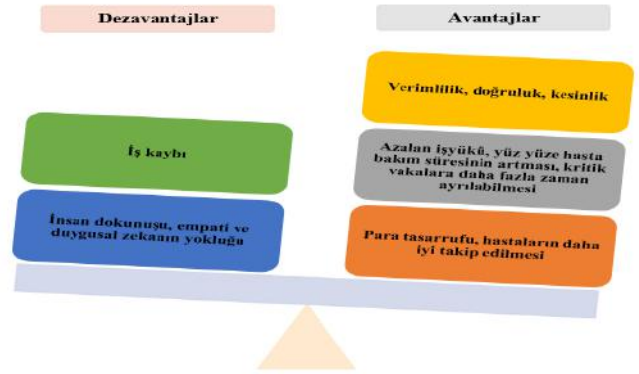 Dezavantajlar
Avantajlar
Verimlilik, doğruluk, kesinlik
İş kaybı
Azalan işyükü, yüz yüze hasta
bakım süresinin artması, kritik
vakalara daha fazla zaman
ayrılabilmesi
İnsan dokunuşu, empati ve
duygusal zekanın yokluğu
Para tasarrufu, hastaların daha
iyi takip edilmesi